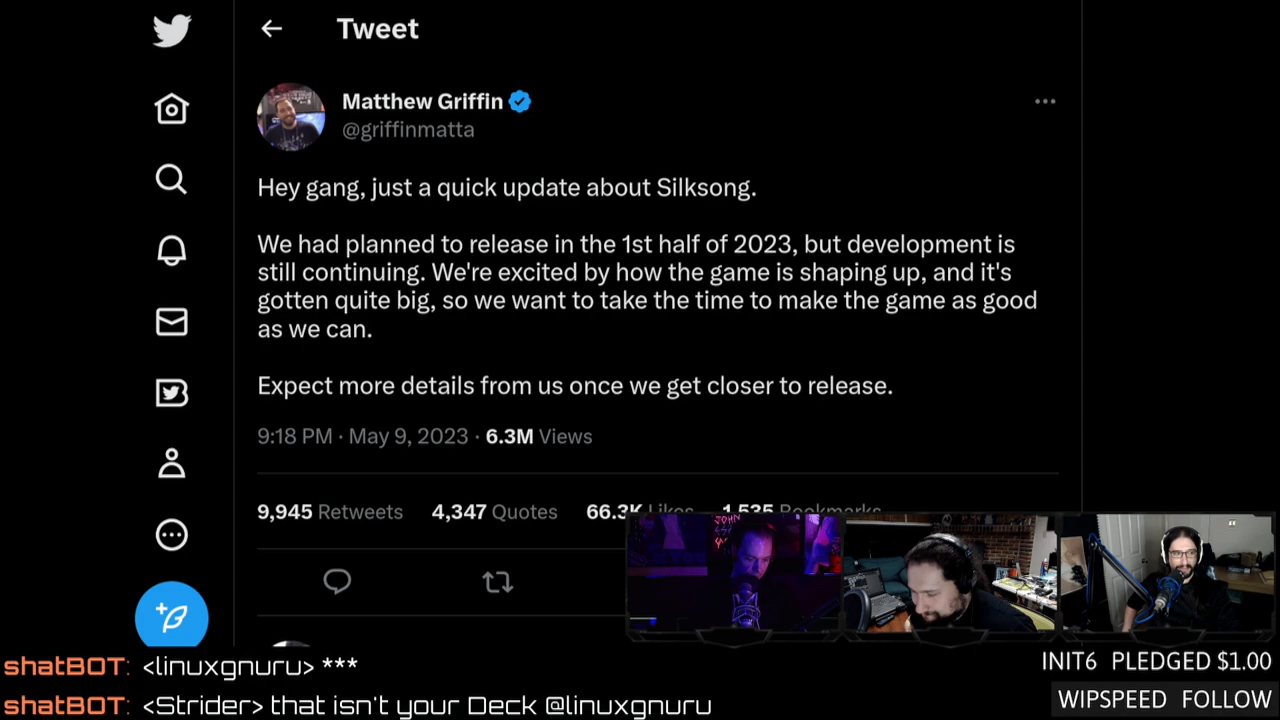 Tweet
Matthew Griffin
@griffinmatta
Hey gang, just a quick update about Silksong.
We had planned to release in the 1st half of 2023, but development is
still continuing. We're excited by how the game is shaping up, and it's
gotten quite big, so we want to take the time to make the game as good
as we can.
Expect more details from us once we get closer to release.
9:18 PM · May 9, 2023 · 6.3M Views
9,945 Retweets 4,347 Quotes 66.3K Likes 1,535 Bookmarks
JOHN
shatBOT: <linuxgnuru> ***
shatBOT: <Strider> that isn't your Deck @linuxgnuru
INIT6 PLEDGED $1.00
WIPSPEED FOLLOW